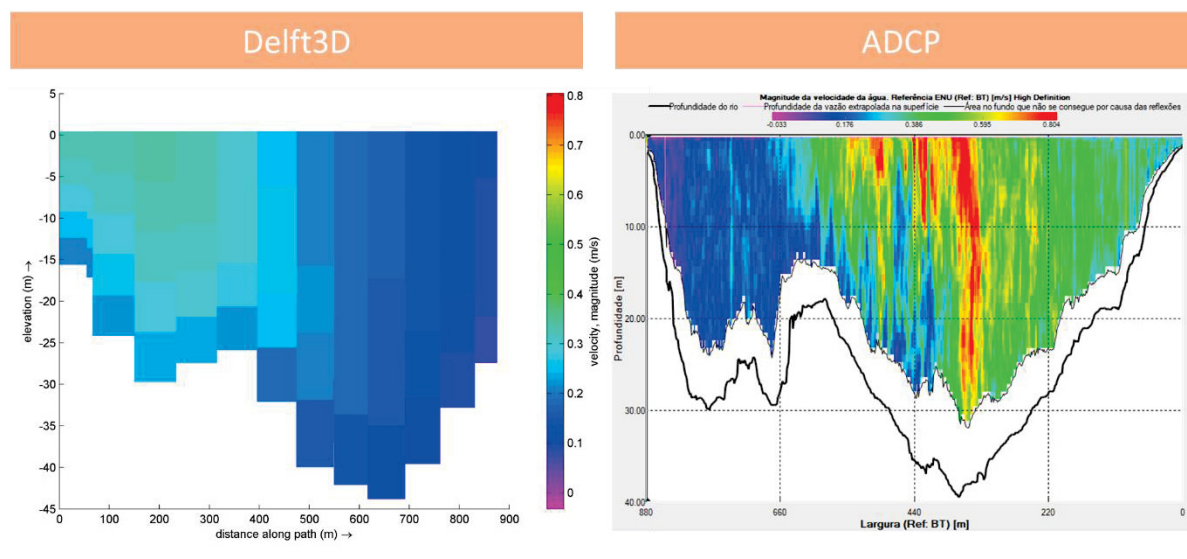 Delft3D
ADCP
5
0
-5
-10
-15
-20
-25
-30
-35
-40
-45
elevation (m) →
0 100 200 300 400 500 600 700 800 900
distance along path (m) →
0.8
0.7
0.6
0.5
0.4
0.3
0.2
0.1
0
velocity, magnitude (m/s)
Magnitude da velocidade da água. Referência ENU (Ref: BT) [m/s] High Definition
Profundidade do rio Profundidade da vazão extrapolada na superfície Área no fundo que não se consegue por causa das reflexões
-0.033 0.176 0.386 0.595 0.804
0.00
10.00
20.00
30.00
40.00
Profundidade [m]
880 660 440 220 0
Largura (Ref: BT) [m]